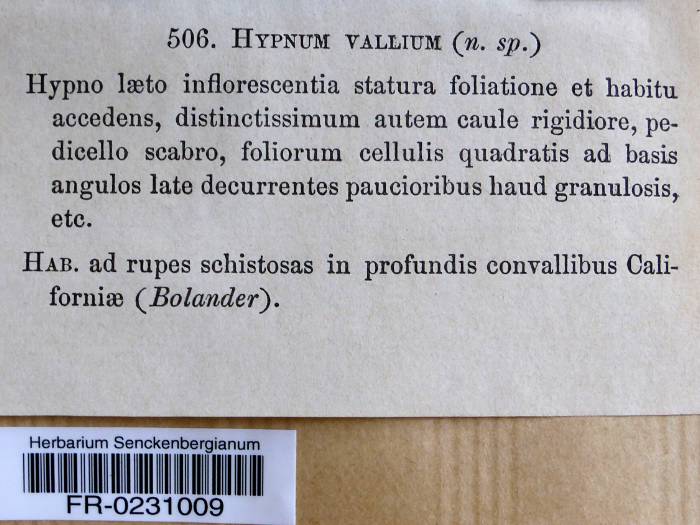 506. Hypnum vallium (n. sp.)
Hypno læto inflorescentia statura foliatione et habitu
accedens, distinctissimum autem caule rigidiore, pe-
dicello scabro, foliorum cellulis quadratis ad basis
angulos late decurrentes paucioribus haud granulosis,
etc.
Hab. ad rupes schistosas in profundis convallibus Cali-
forniæ (Bolander).
Herbarium Senckenbergianum
FR-0231009